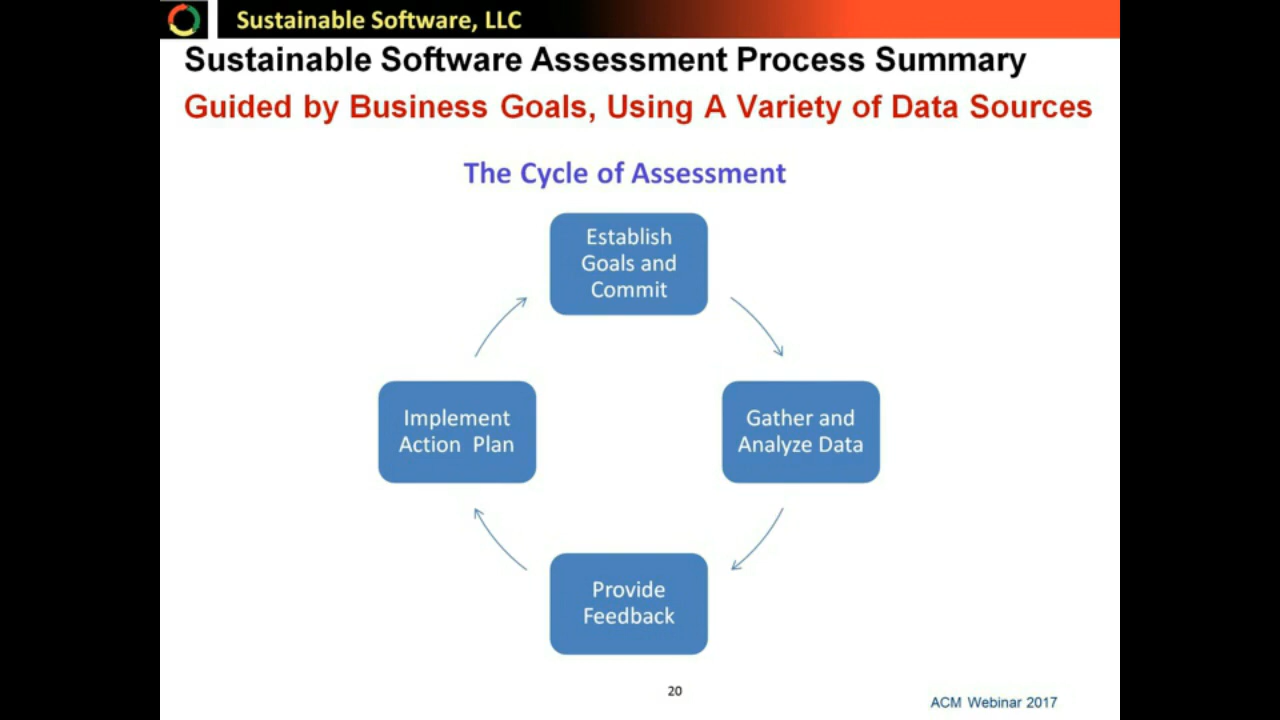 Sustainable Software, LLC
Sustainable Software Assessment Process Summary
Guided by Business Goals, Using A Variety of Data Sources
The Cycle of Assessment
Establish
Goals and
Commit
Implement
Action Plan
Gather and
Analyze Data
Provide
Feedback
20
ACM Webinar 2017